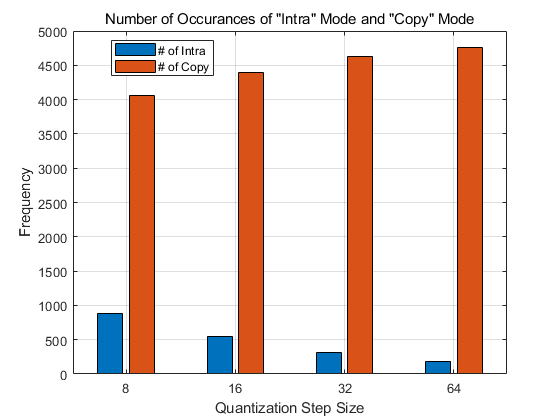 Number of Occurances of "Intra" Mode and "Copy" Mode
# of Intra
# of Copy
5000
4500
4000
3500
3000
2500
2000
1500
1000
500
0
Frequency
8 16 32 64
Quantization Step Size